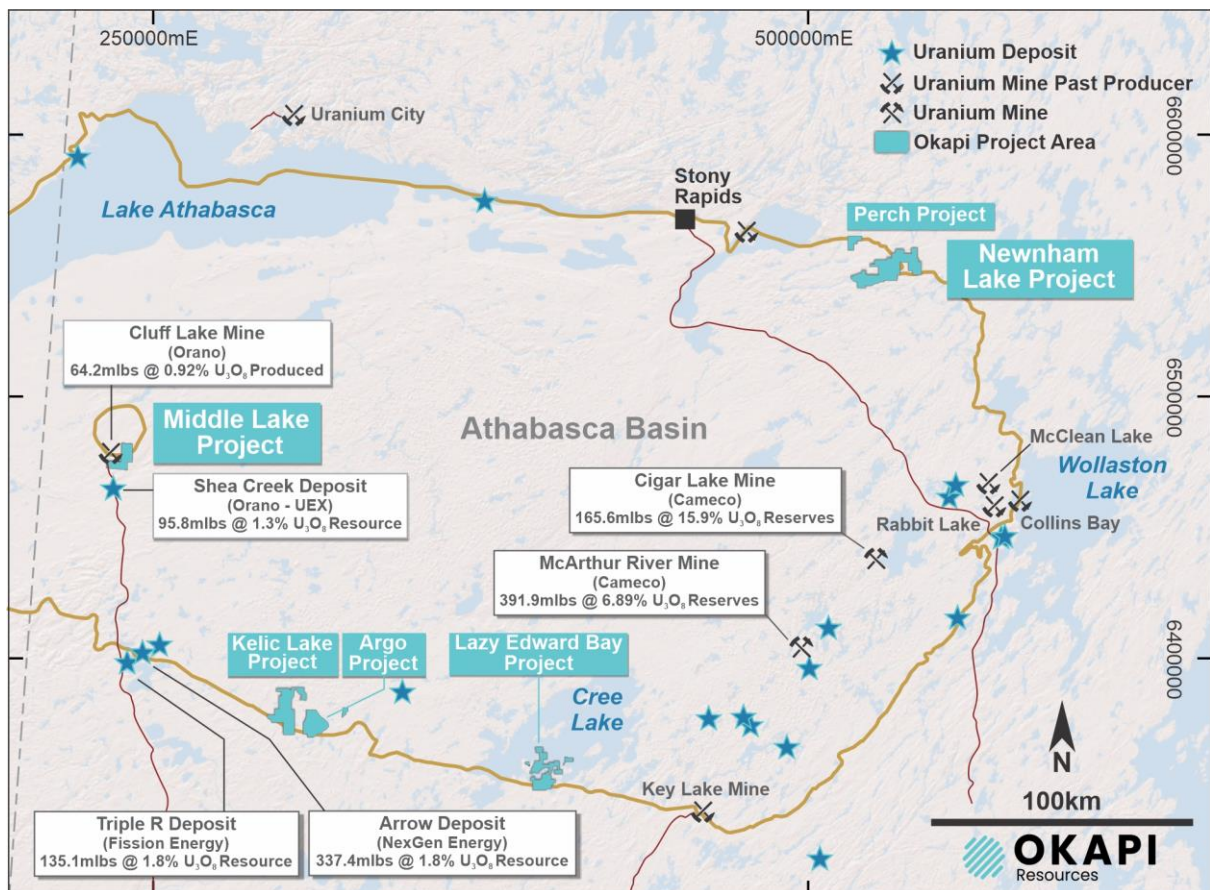 250000mE
500000mE
Uranium Deposit
Uranium Mine Past Producer
Uranium Mine
Okapi Project Area
6600000
Uranium City
Stony
Rapids
Lake Athabasca
Perch Project
Newnham
Lake Project
Cluff Lake Mine
(Orano)
64.2mlbs @ 0.92% U₃O₈ Produced
6500000
Middle Lake
Project
Athabasca Basin
McClean Lake
Wollaston
Lake
Shea Creek Deposit
(Orano - UEX)
95.8mlbs @ 1.3% U₃O₈ Resource
Cigar Lake Mine
(Cameco)
165.6mlbs @ 15.9% U₃O₈ Reserves
Rabbit Lake
Collins Bay
McArthur River Mine
(Cameco)
391.9mlbs @ 6.89% U₃O₈ Reserves
6400000
Kelic Lake
Project
Argo
Project
Lazy Edward Bay
Project
Cree
Lake
N
Key Lake Mine
100km
Triple R Deposit
(Fission Energy)
135.1mlbs @ 1.8% U₃O₈ Resource
Arrow Deposit
(NexGen Energy)
337.4mlbs @ 1.8% U₃O₈ Resource
OKAPI
Resources